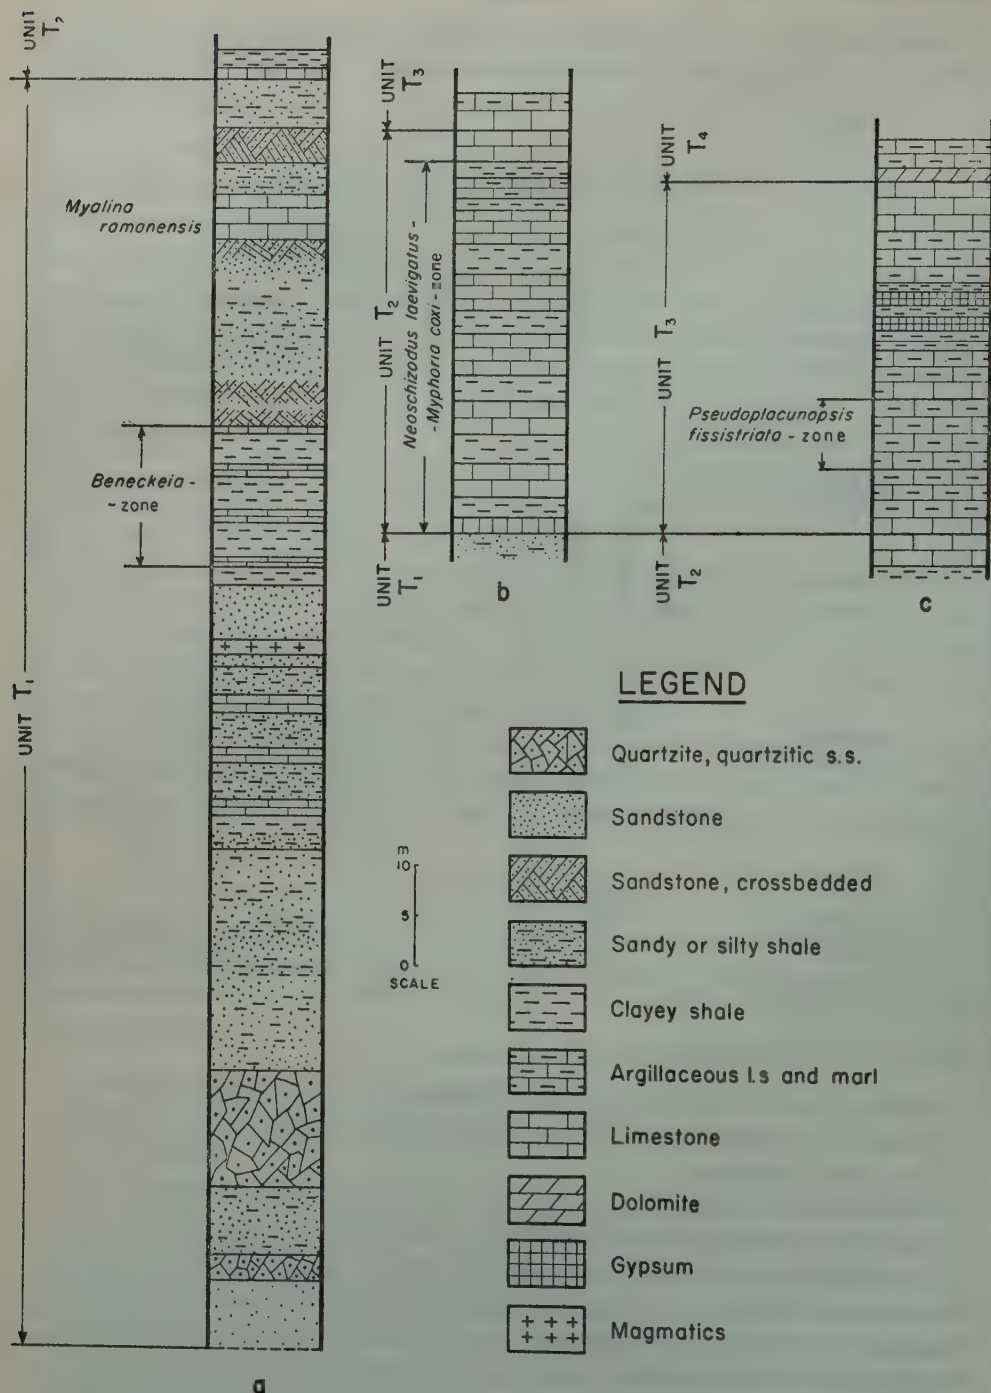 UNIT
T₂
UNIT T₁
Myalina
ramanensis
Beneckeia -
- zone
a
UNIT
T₃
UNIT T₂
Neoschizodus laevigatus -
-Myphoria coxi - zone
UNIT
T₁
b
UNIT
T₄
UNIT T₃
Pseudoplacunopsis
fissistriata - zone
UNIT
T₂
c
LEGEND
Quartzite, quartzitic s.s.
Sandstone
Sandstone, crossbedded
Sandy or silty shale
Clayey shale
Argillaceous l.s and marl
Limestone
Dolomite
Gypsum
Magmatics
m
10
5
0
SCALE